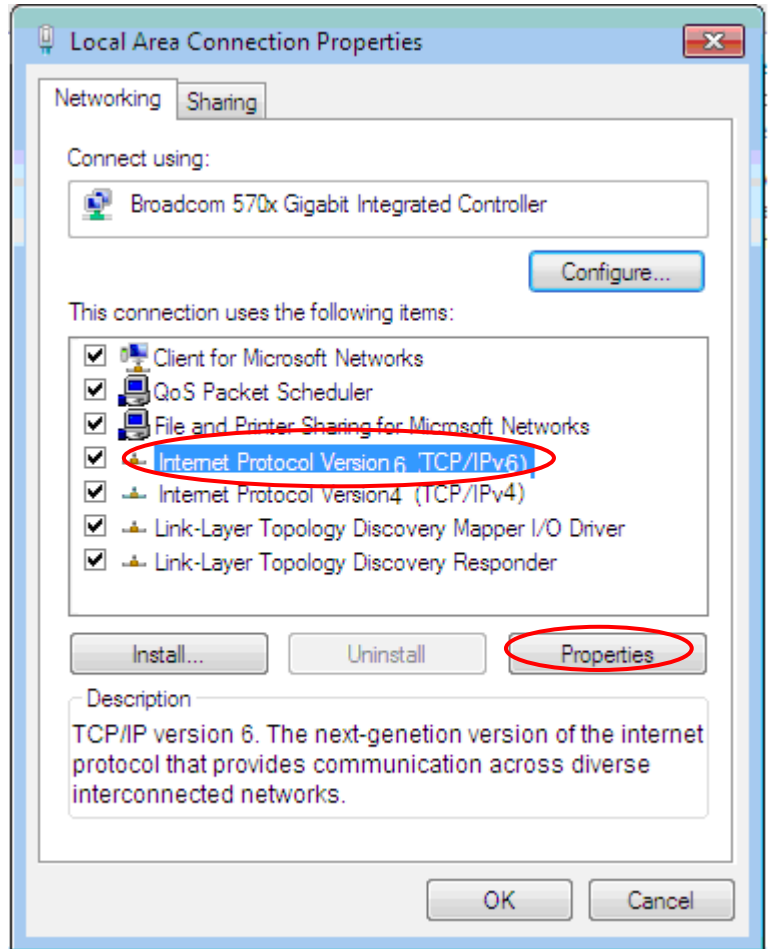 Local Area Connection Properties
Networking
Sharing
Connect using:
Broadcom 570x Gigabit Integrated Controller
Configure...
This connection uses the following items:
Client for Microsoft Networks
QoS Packet Scheduler
File and Printer Sharing for Microsoft Networks
Internet Protocol Version 6 (TCP/IPv6)
Internet Protocol Version4 (TCP/IPv4)
Link-Layer Topology Discovery Mapper I/O Driver
Link-Layer Topology Discovery Responder
Install...
Uninstall
Properties
Description
TCP/IP version 6. The next-genetion version of the internet
protocol that provides communication across diverse
interconnected networks.
OK
Cancel